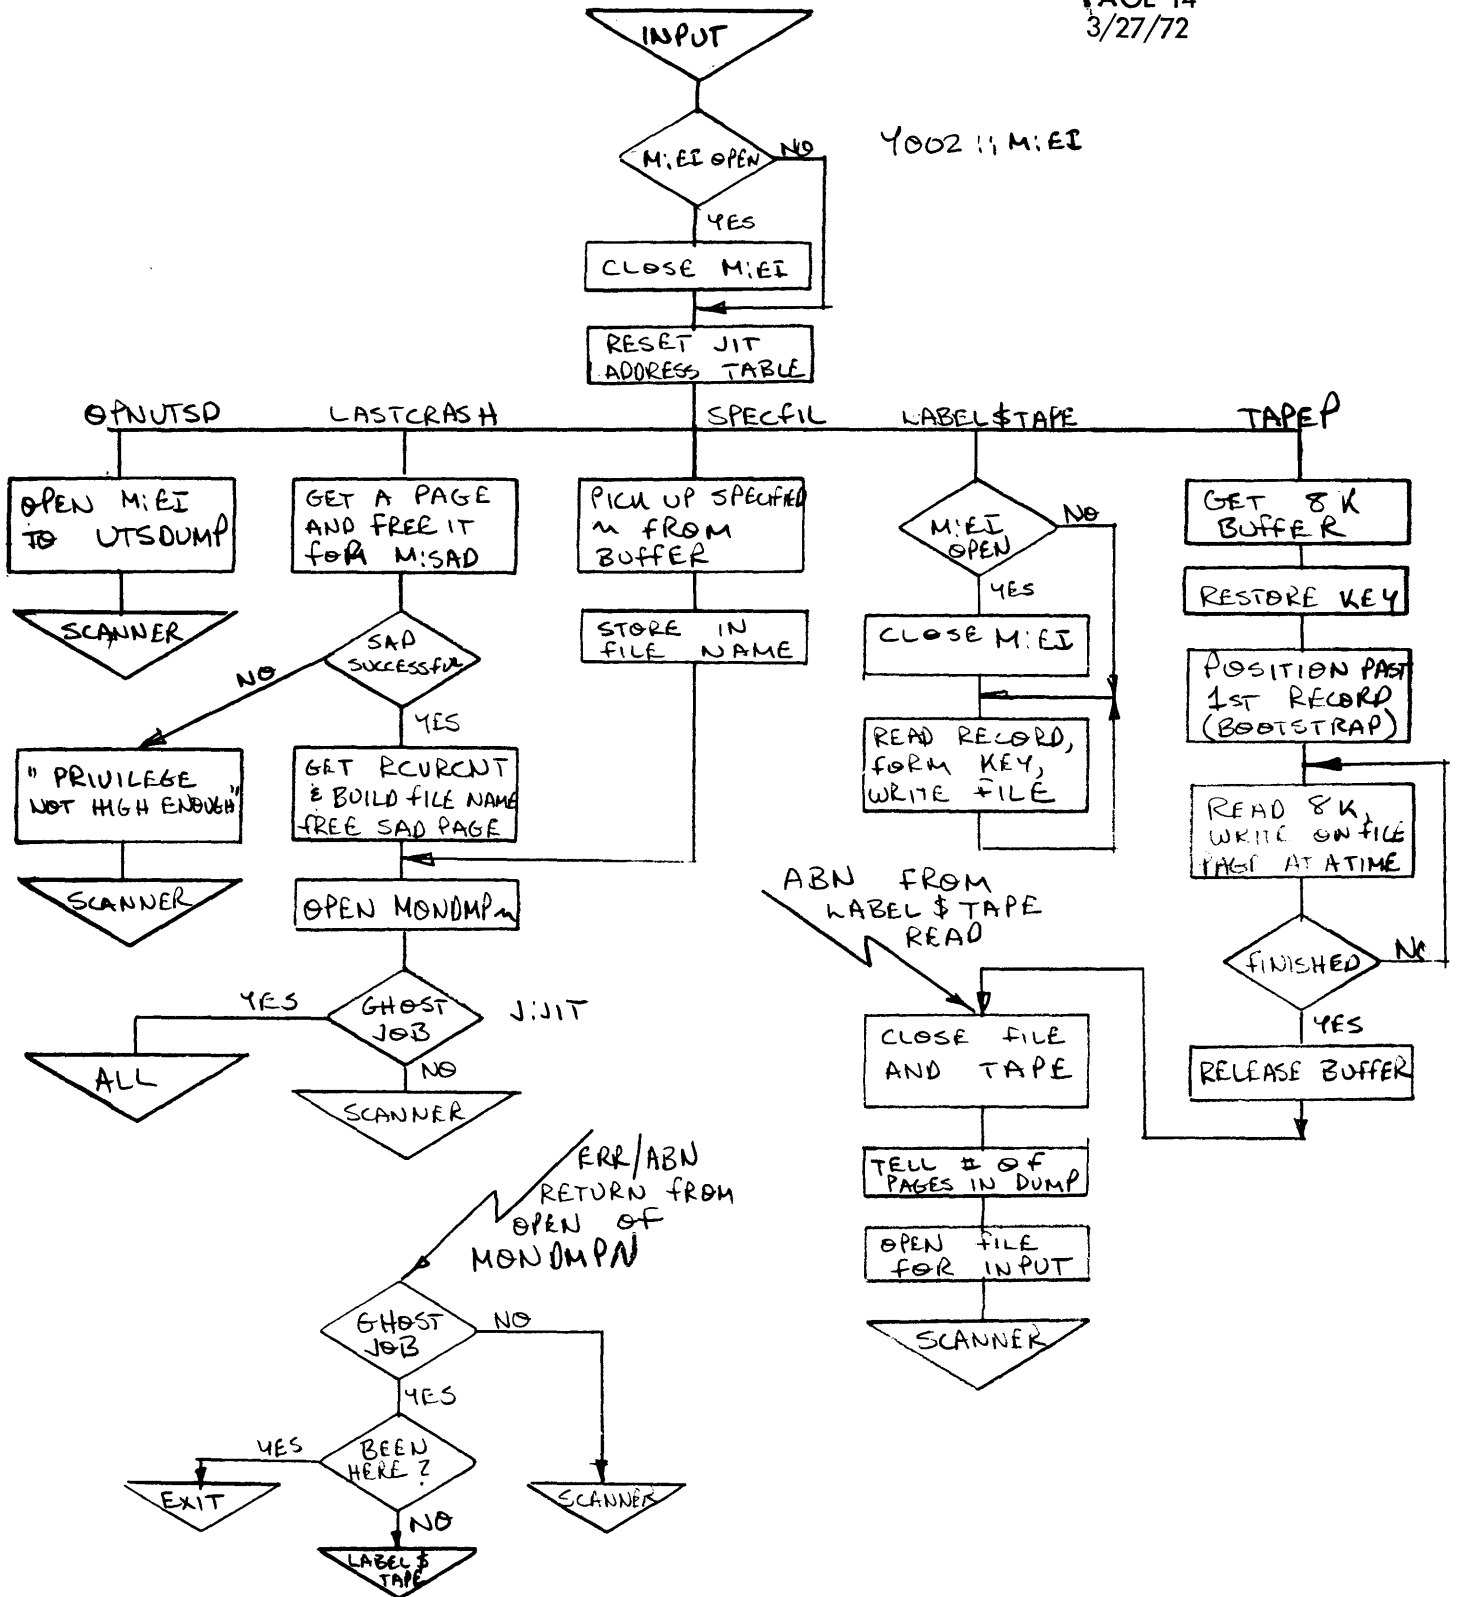 PAGE 14
3/27/72
INPUT
M:EI OPEN
NO
Y002 :; M:EI
YES
CLOSE M:EI
RESET JIT
ADDRESS TABLE
OPNUTSD
LASTCRASH
SPECFIL
LABEL$TAPE
TAPEP
OPEN M:EI
TO UTSDUMP
SCANNER
GET A PAGE
AND FREE IT
FOR M:SAD
SAD
SUCCESSFUL
NO
YES
"PRIVILEGE
NOT HIGH ENOUGH"
SCANNER
GET RCURCNT
& BUILD FILE NAME
FREE SAD PAGE
OPEN MONDMPn
GHOST
JOB
J:JIT
YES
ALL
NO
SCANNER
PICK UP SPECIFIED
n FROM
BUFFER
STORE IN
FILE NAME
M:EI
OPEN
NO
YES
CLOSE M:EI
READ RECORD,
FORM KEY,
WRITE FILE
GET 8K
BUFFER
RESTORE KEY
POSITION PAST
1ST RECORD
(BOOTSTRAP)
READ 8K,
WRITE ON FILE
PAGE AT A TIME
FINISHED
NO
YES
RELEASE BUFFER
ABN FROM
LABEL$TAPE
READ
CLOSE FILE
AND TAPE
TELL # OF
PAGES IN DUMP
OPEN FILE
FOR INPUT
SCANNER
ERR/ABN
RETURN FROM
OPEN OF
MONDMPN
GHOST
JOB
NO
YES
BEEN
HERE?
YES
EXIT
SCANNER
NO
LABEL$
TAPE